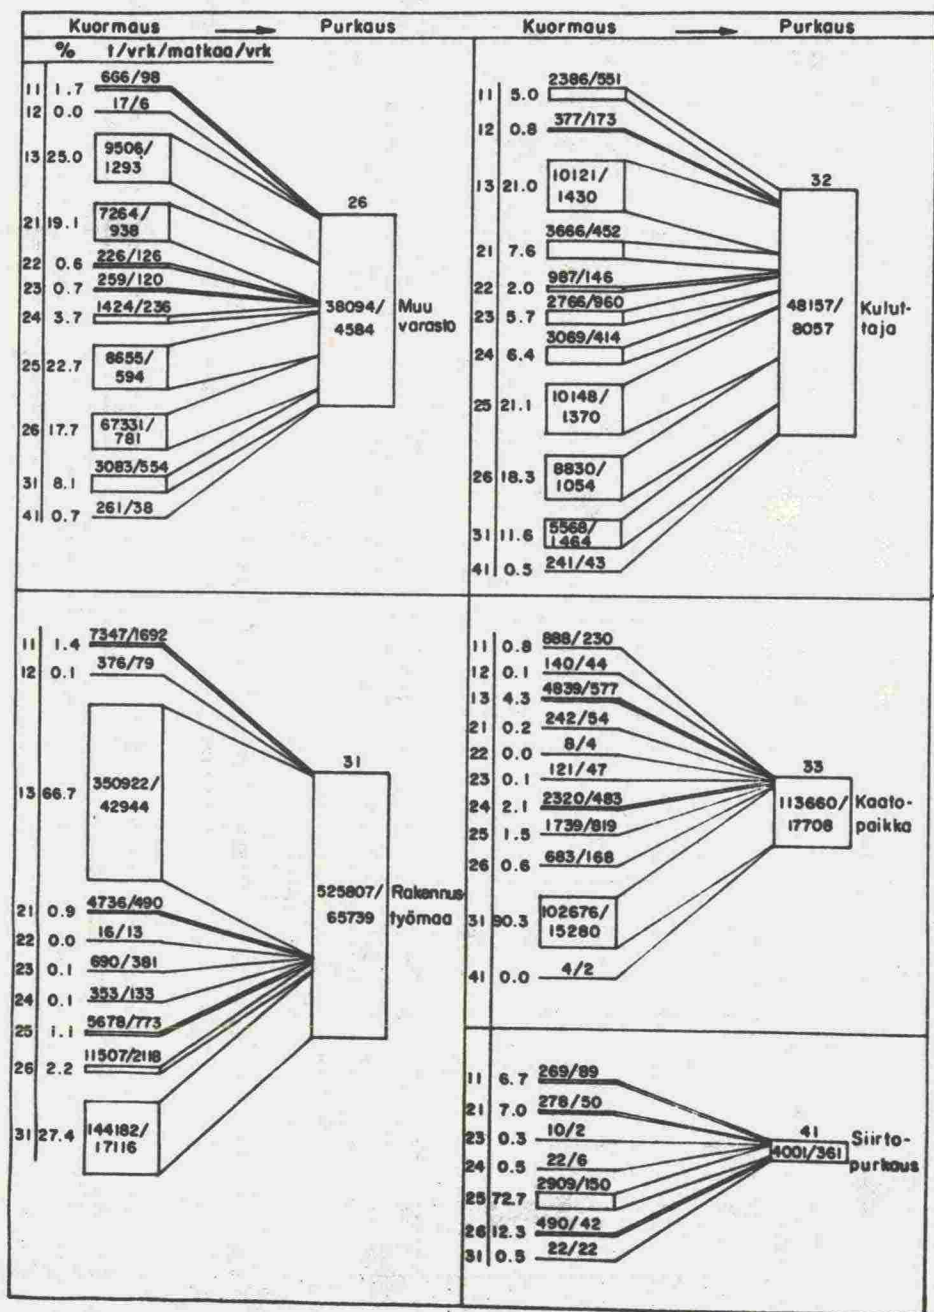 Kuormaus → Purkaus
% t/vrk/matkaa/vrk
11 1.7 666/98
12 0.0 17/6
13 25.0 9506/
1293
21 19.1 7264/
938
22 0.6 226/126
23 0.7 259/120
24 3.7 1424/236
25 22.7 8655/
594
26 17.7 67331/
781
31 8.1 3083/554
41 0.7 261/38
26
38094/
4584
Muu
varasto
Kuormaus → Purkaus
11 5.0 2386/551
12 0.8 377/173
13 21.0 10121/
1430
21 7.6 3666/452
22 2.0 987/146
23 5.7 2766/960
24 6.4 3069/414
25 21.1 10148/
1370
26 18.3 8830/
1054
31 11.6 5568/
1464
41 0.5 241/43
32
48157/
8057
Kulut-
taja
11 1.4 7347/1692
12 0.1 376/79
13 66.7 350922/
42944
21 0.9 4736/490
22 0.0 16/13
23 0.1 690/381
24 0.1 353/133
25 1.1 5678/773
26 2.2 11507/2118
31 27.4 144182/
17116
31
525807/
65739
Rakennus-
työmaa
11 0.8 888/230
12 0.1 140/44
13 4.3 4839/577
21 0.2 242/54
22 0.0 8/4
23 0.1 121/47
24 2.1 2320/483
25 1.5 1739/819
26 0.6 683/168
31 90.3 102676/
15280
41 0.0 4/2
33
113660/
17708
Kaato-
paikka
11 6.7 269/89
21 7.0 278/50
23 0.3 10/2
24 0.5 22/6
25 72.7 2909/150
26 12.3 490/42
31 0.5 22/22
41
4001/361
Siirto-
purkaus